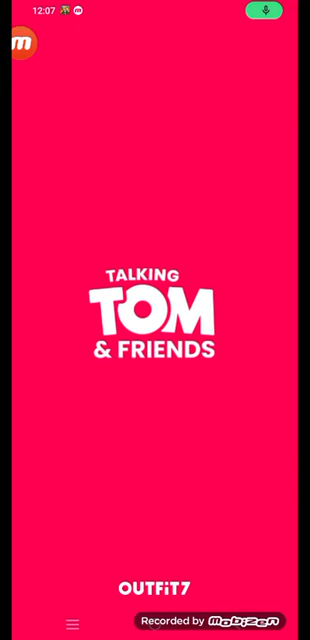 12:07
m
TALKING
TOM
& FRIENDS
OUTFiT7
Recorded by mobizen